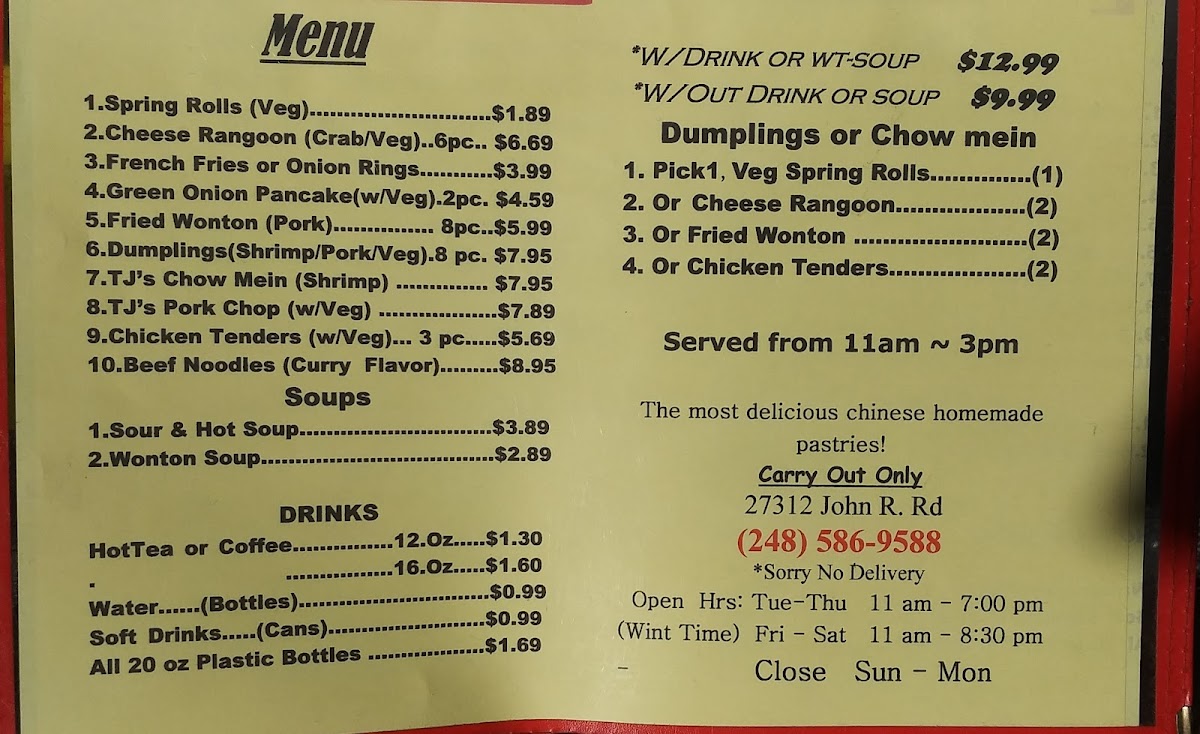 Menu
1.Spring Rolls (Veg)............................$1.89
2.Cheese Rangoon (Crab/Veg)..6pc.. $6.69
3.French Fries or Onion Rings...........$3.99
4.Green Onion Pancake(w/Veg).2pc. $4.59
5.Fried Wonton (Pork)................ 8pc..$5.99
6.Dumplings(Shrimp/Pork/Veg).8 pc. $7.95
7.TJ's Chow Mein (Shrimp) ............... $7.95
8.TJ's Pork Chop (w/Veg) ...................$7.89
9.Chicken Tenders (w/Veg)... 3 pc.....$5.69
10.Beef Noodles (Curry Flavor).........$8.95
Soups
1.Sour & Hot Soup...............................$3.89
2.Wonton Soup.....................................$2.89
DRINKS
HotTea or Coffee................12.Oz.....$1.30
. .................16.Oz.....$1.60
Water......(Bottles)..............................$0.99
Soft Drinks.....(Cans).........................$0.99
All 20 oz Plastic Bottles ...................$1.69
*W/Drink or wt-soup $12.99
*W/Out Drink or soup $9.99
Dumplings or Chow mein
1. Pick1, Veg Spring Rolls..............(1)
2. Or Cheese Rangoon..................(2)
3. Or Fried Wonton ........................(2)
4. Or Chicken Tenders...................(2)
Served from 11am ~ 3pm
The most delicious chinese homemade
pastries!
Carry Out Only
27312 John R. Rd
(248) 586-9588
*Sorry No Delivery
Open Hrs: Tue-Thu 11 am - 7:00 pm
(Wint Time) Fri - Sat 11 am - 8:30 pm
- Close Sun - Mon